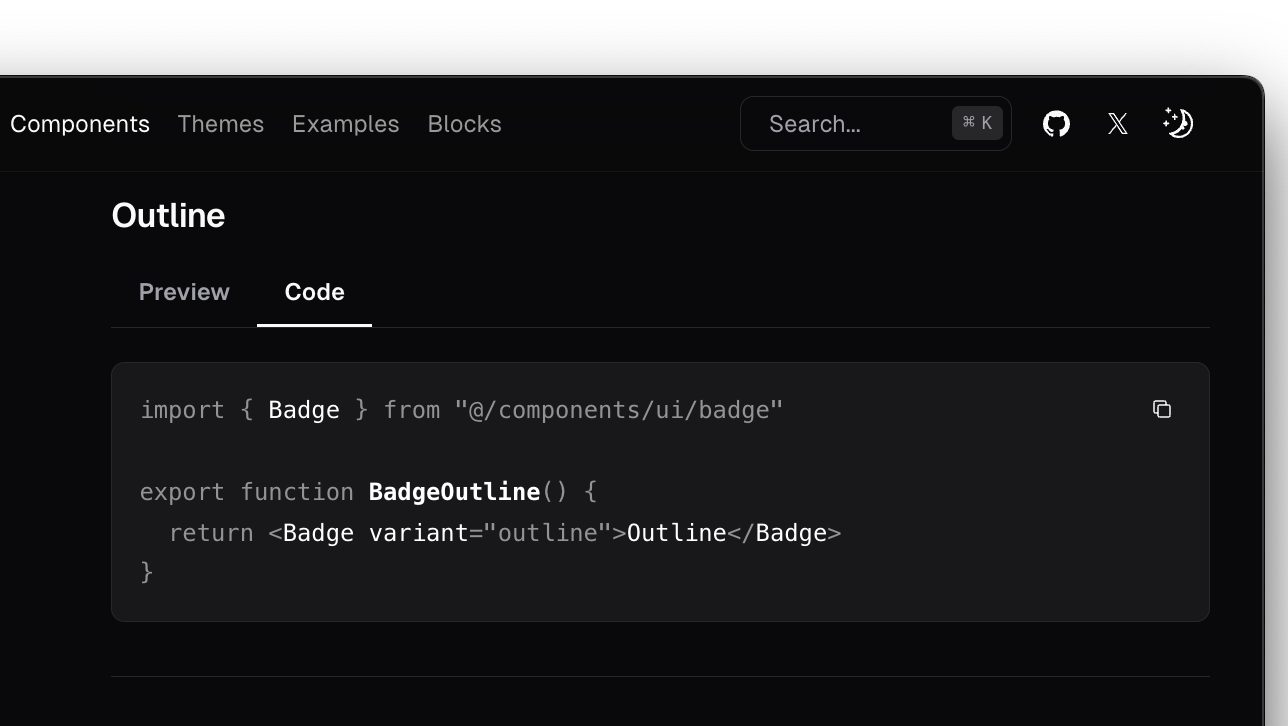 Components Themes Examples Blocks Search... ⌘ K
Outline
Preview Code
import { Badge } from "@/components/ui/badge"

export function BadgeOutline() {
  return <Badge variant="outline">Outline</Badge>
}